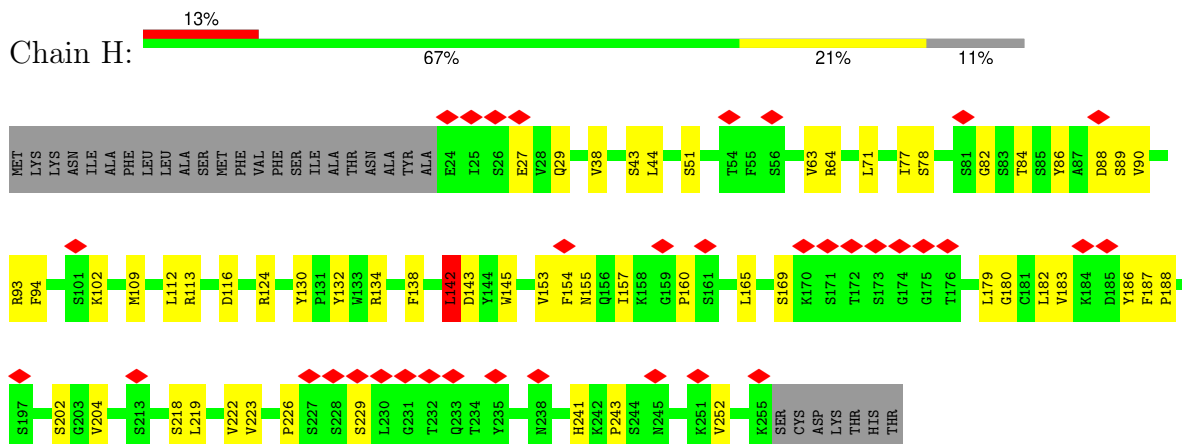 13%
Chain H:
67% 21% 11%
MET LYS LYS ASN ILE ALA PHE LEU LEU ALA SER MET PHE VAL PHE SER ILE ALA THR ASN ALA TYR ALA E24 I25 S26 E27 V28 Q29 V38 S43 L44 S51 T54 F55 S56 V63 R64 L71 I77 S78 S81 G82 S83 T84 S85 Y86 A87 D88 S89 V90
R93 F94 S101 K102 M109 L112 R113 D116 R124 Y130 P131 Y132 W133 R134 F138 L142 D143 Y144 W145 V153 F154 N155 Q156 I157 K158 G159 P160 S161 L165 S169 K170 S171 T172 S173 G174 G175 T176 L179 G180 C181 L182 V183 K184 D185 Y186 F187 P188
S197 S202 G203 V204 S213 S218 L219 V222 V223 P226 S227 S228 S229 L230 G231 T232 Q233 T234 Y235 N238 H241 K242 P243 S244 N245 K251 V252 K255 SER CYS ASP LYS THR HIS THR